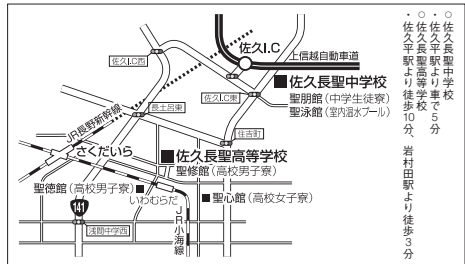 ○佐久長聖中学校
・佐久平駅より車で5分
○佐久長聖高等学校
・佐久平駅より徒歩10分、岩村田駅より徒歩3分
佐久I.C西
佐久I.C
上信越自動車道
佐久I.C東
■佐久長聖中学校
聖朋館(中学生徒寮)
聖泳館(室内温水プール)
長土呂東
住吉町
JR長野新幹線
さくだいら
■佐久長聖高等学校
聖修館(高校男子寮)
聖徳館(高校男子寮)
いわむらだ
■聖心館(高校女子寮)
141
浅間中学西
JR小海線